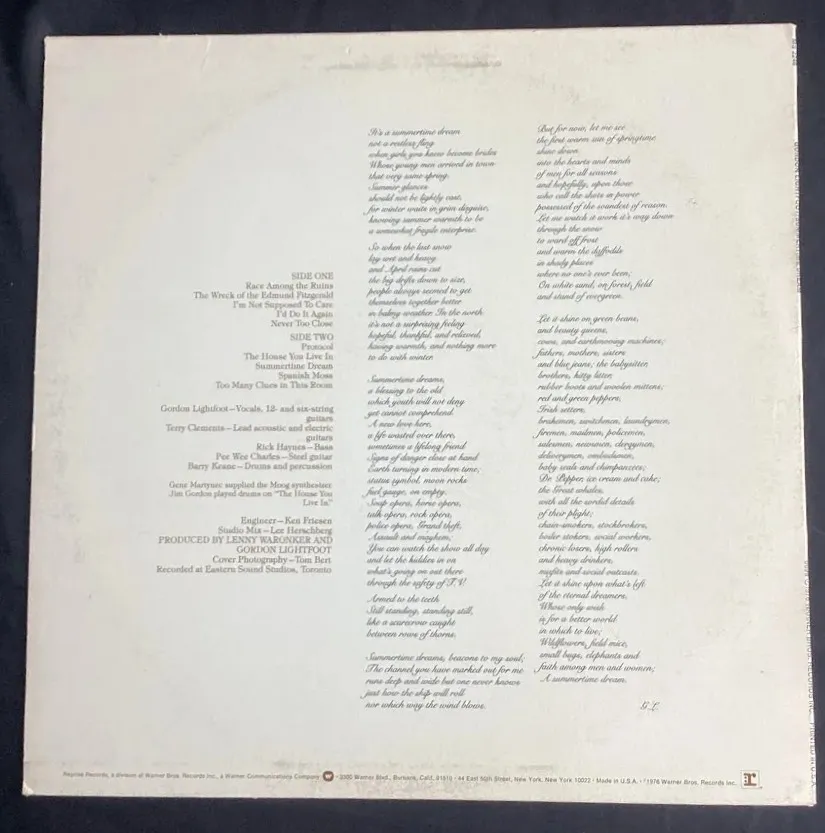 SIDE ONE
Race Among the Ruins
The Wreck of the Edmund Fitzgerald
I'm Not Supposed To Care
I'd Do It Again
Never Too Close
SIDE TWO
Protocol
The House You Live In
Summertime Dream
Spanish Moss
Too Many Clues in This Room
Gordon Lightfoot—Vocals, 12- and six-string
guitars
Terry Clements—Lead acoustic and electric
guitars
Rick Haynes—Bass
Pee Wee Charles—Steel guitar
Barry Keane—Drums and percussion
Gene Martynec supplied the Moog synthesizer
Jim Gordon played drums on "The House You
Live In."
Engineer—Ken Friesen
Studio Mix—Lee Herschberg
PRODUCED BY LENNY WARONKER AND
GORDON LIGHTFOOT
Cover Photography—Tom Bert
Recorded at Eastern Sound Studios, Toronto
It's a summertime dream
not a restless fling
when girls you knew become brides
Whose young men arrived in town
that very same spring.
Summer glances
should not be lightly cast,
for winter waits in grim disguise,
knowing summer warmth to be
a somewhat fragile enterprise.
So when the last snow
lay wet and heavy
and April rains cut
the big drifts down to size,
people always seemed to get
themselves together better
in balmy weather. In the north
it's not a surprising feeling
hopeful, thankful, and relieved,
having warmth, and nothing more
to do with winter.
Summertime dreams,
a blessing to the old
which youth will not deny
yet cannot comprehend.
A new love here,
a life wasted over there,
sometimes a lifelong friend
Signs of danger close at hand
Earth turning in modern time,
status symbol, moon rocks
fuel gauge, on empty.
Soap opera, horse opera,
talk opera, rock opera,
police opera, Grand theft,
Assault and mayhem;
You can watch the show all day
and let the kiddies in on
what's going on out there
through the safety of T.V.
Armed to the teeth
Still standing, standing still,
like a scarecrow caught
between rows of thorns.
Summertime dreams, beacons to my soul;
The channel you have marked out for me
runs deep and wide but one never knows
just how the ship will roll
nor which way the wind blows.
But for now, let me see
the first warm sun of springtime
shine down
into the hearts and minds
of men for all seasons
and hopefully, upon those
who call the shots in power
possessed of the soundest of reason.
Let me watch it work it's way down
through the snow
to ward off frost
and warm the daffodils
in shady places
where no one's ever been;
On white sand, on forest, field
and stand of evergreen.
Let it shine on green beans,
and beauty queens,
cows, and earthmoving machines;
fathers, mothers, sisters
and blue jeans; the babysitter,
brothers, kitty litter,
rubber boots and woolen mittens,
red and green peppers,
Irish setters,
brakemen, switchmen, laundrymen,
firemen, mailmen, policemen,
salesmen, newsmen, clergymen,
deliverymen, ombudsmen,
baby seals and chimpanzees;
Dr. Pepper, ice cream and cake;
the Great whales,
with all the sordid details
of their plight;
chain-smokers, stockbrokers,
boiler stokers, social workers,
chronic losers, high rollers
and heavy drinkers,
misfits and social outcasts.
Let it shine upon what's left
of the eternal dreamers,
Whose only wish
is for a better world
in which to live;
Wildflowers, field mice,
small bugs, elephants and
faith among men and women;
A summertime dream.
G.L.
Reprise Records, a division of Warner Bros. Records Inc., a Warner Communications Company · 3300 Warner Blvd., Burbank, Calif. 91510 · 44 East 50th Street, New York, New York 10022 · Made in U.S.A. · ℗1976 Warner Bros. Records Inc.